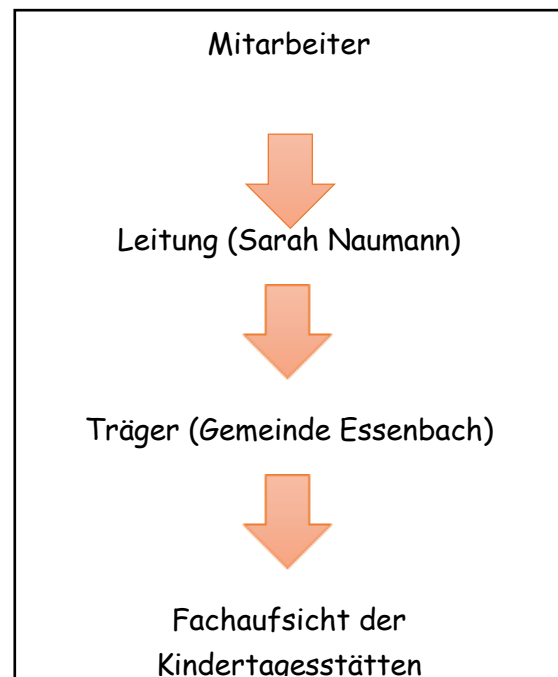 Mitarbeiter
Leitung (Sarah Naumann)
Träger (Gemeinde Essenbach)
Fachaufsicht der
Kindertagesstätten